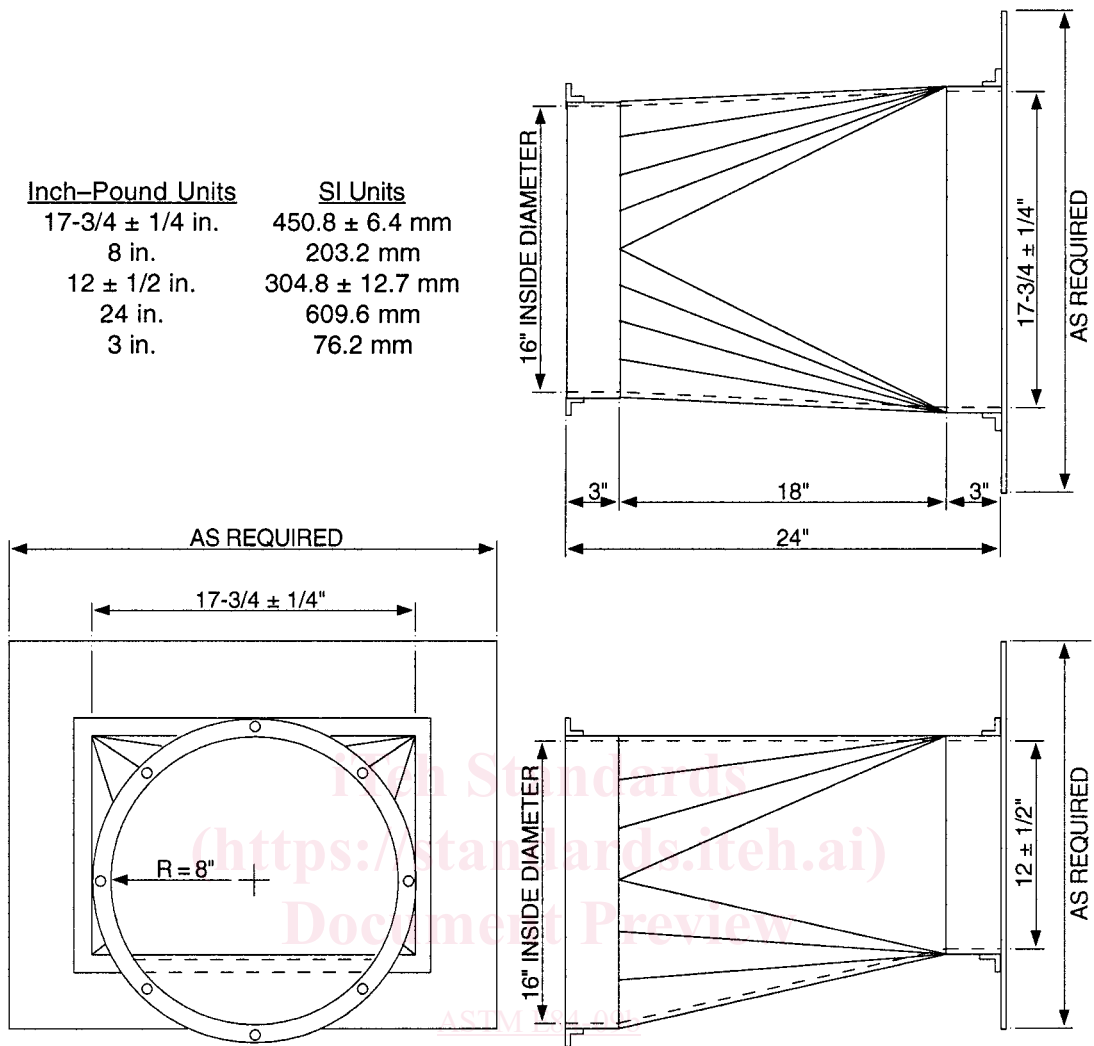 Inch–Pound Units SI Units
17-3/4 ± 1/4 in. 450.8 ± 6.4 mm
8 in. 203.2 mm
12 ± 1/2 in. 304.8 ± 12.7 mm
24 in. 609.6 mm
3 in. 76.2 mm
16" INSIDE DIAMETER
17-3/4 ± 1/4"
AS REQUIRED
3"
18"
3"
24"
AS REQUIRED
17-3/4 ± 1/4"
R = 8"
16" INSIDE DIAMETER
12 ± 1/2"
AS REQUIRED
iTeh Standards
(https://standards.iteh.ai)
Document Preview
ASTM E84-09b